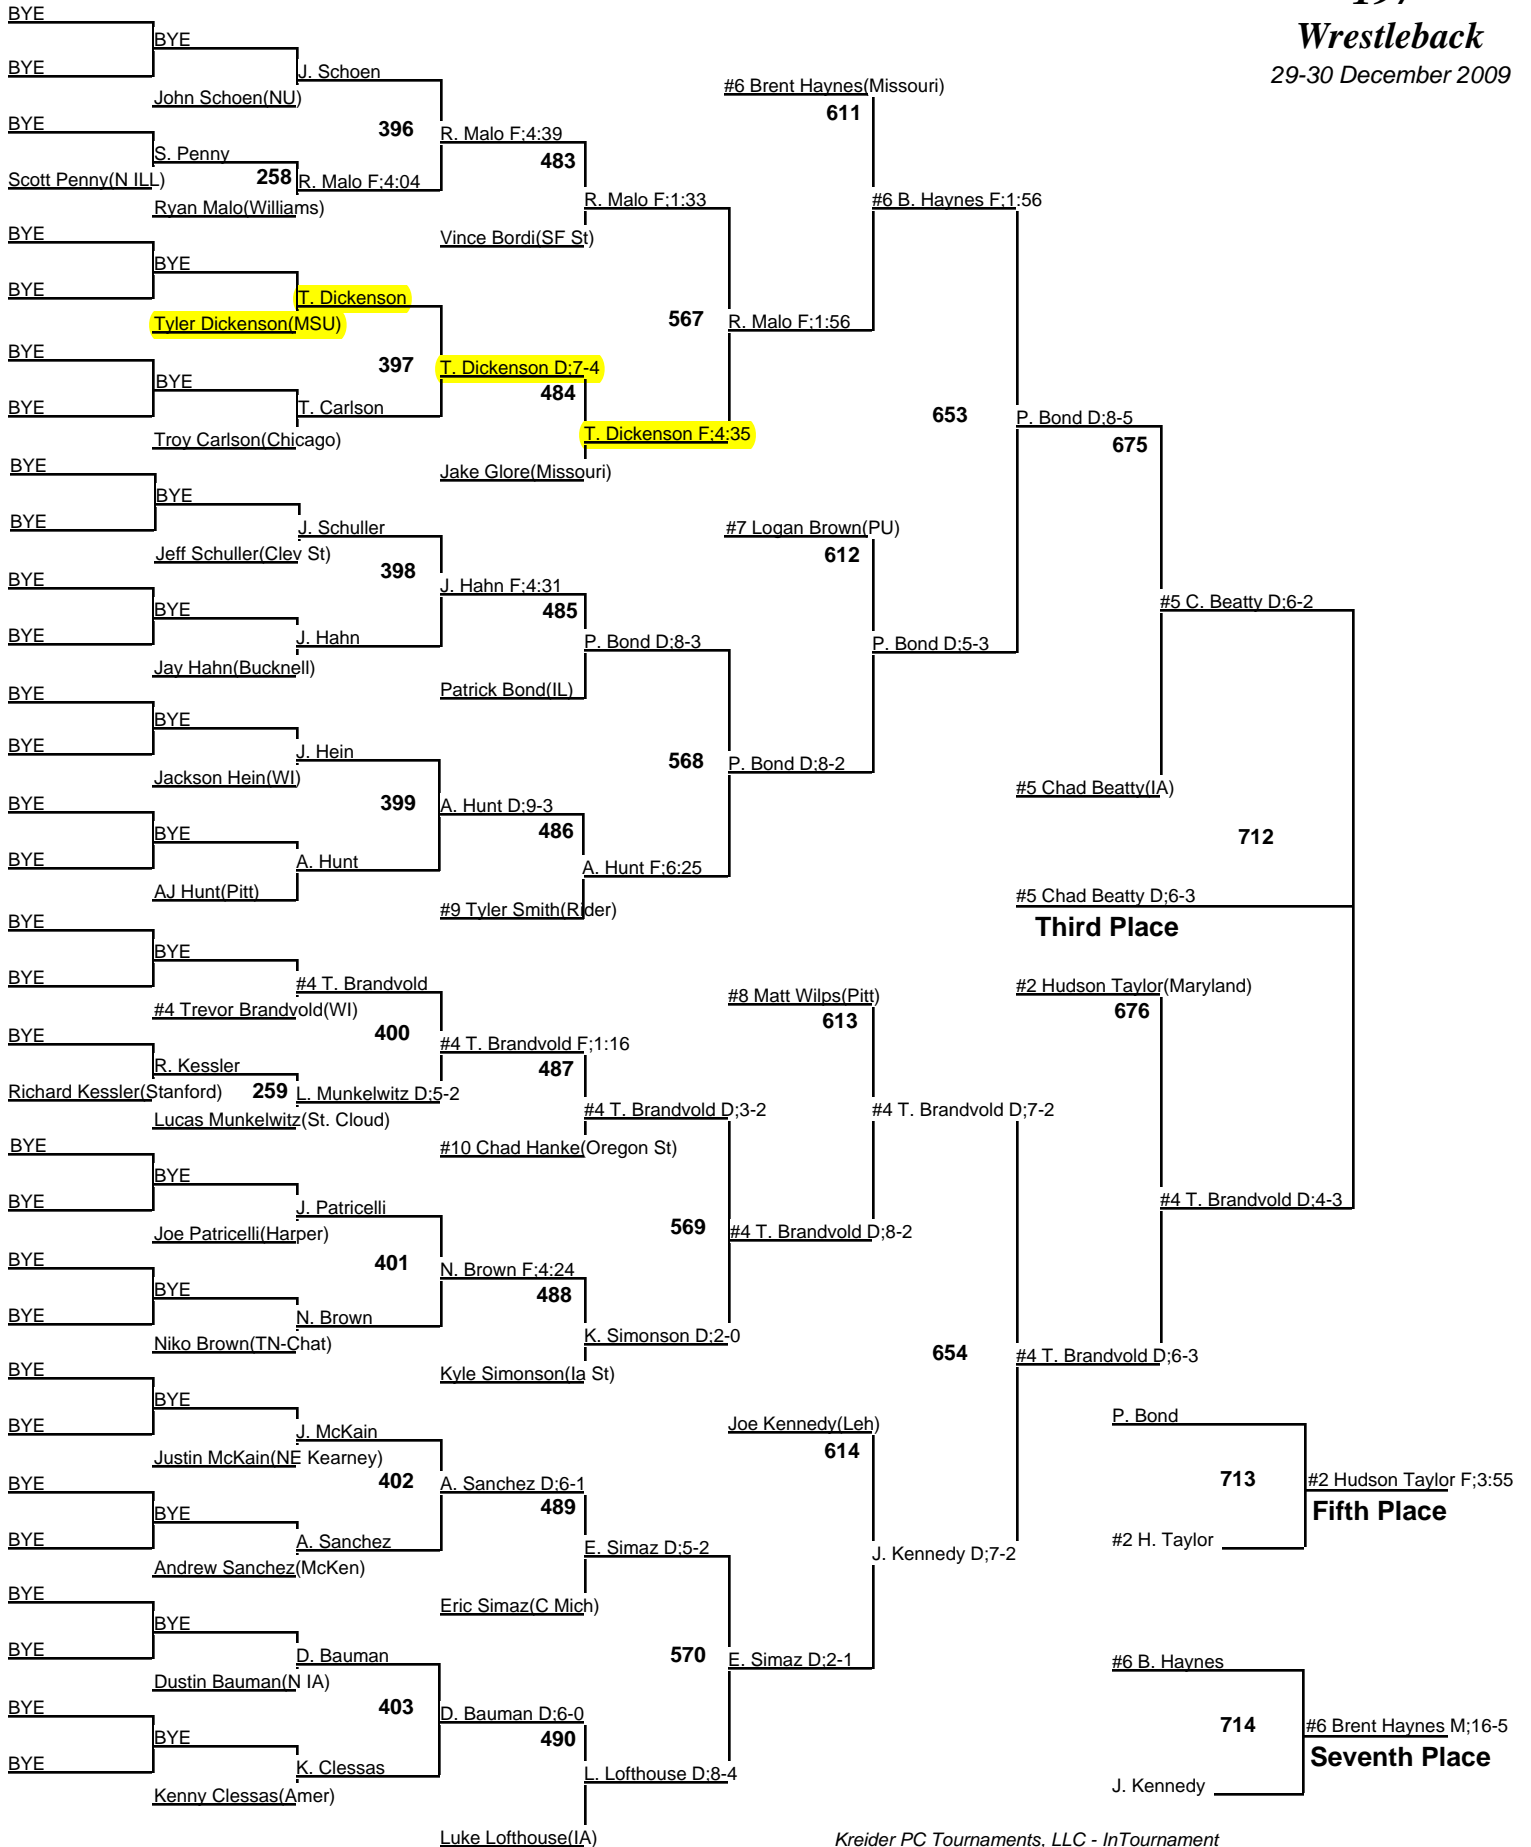 197
Wrestleback
29-30 December 2009
BYE
BYE
BYE
J. Schoen
John Schoen(NU)
#6 Brent Haynes(Missouri)
611
BYE
396
R. Malo F;4:39
S. Penny
483
Scott Penny(N ILL)
258
R. Malo F;4:04
Ryan Malo(Williams)
R. Malo F;1:33
#6 B. Haynes F;1:56
BYE
Vince Bordi(SF St)
BYE
BYE
T. Dickenson
Tyler Dickenson(MSU)
567
R. Malo F;1:56
BYE
397
T. Dickenson D;7-4
BYE
484
BYE
T. Carlson
653
P. Bond D;8-5
Troy Carlson(Chicago)
T. Dickenson F;4:35
675
BYE
Jake Glore(Missouri)
BYE
BYE
J. Schuller
#7 Logan Brown(PU)
Jeff Schuller(Clev St)
612
BYE
398
J. Hahn F;4:31
#5 C. Beatty D;6-2
BYE
485
BYE
J. Hahn
P. Bond D;8-3
P. Bond D;5-3
Jay Hahn(Bucknell)
BYE
Patrick Bond(IL)
BYE
BYE
J. Hein
568
P. Bond D;8-2
Jackson Hein(WI)
#5 Chad Beatty(IA)
BYE
399
A. Hunt D;9-3
BYE
486
712
BYE
A. Hunt
A. Hunt F;6:25
AJ Hunt(Pitt)
#5 Chad Beatty D;6-3
#9 Tyler Smith(Rider)
BYE
Third Place
BYE
BYE
#4 T. Brandvold
#8 Matt Wilps(Pitt)
#2 Hudson Taylor(Maryland)
#4 Trevor Brandvold(WI)
613
676
BYE
400
#4 T. Brandvold F;1:16
R. Kessler
487
Richard Kessler(Stanford)
259
L. Munkelwitz D;5-2
Lucas Munkelwitz(St. Cloud)
#4 T. Brandvold D;3-2
#4 T. Brandvold D;7-2
BYE
#10 Chad Hanke(Oregon St)
BYE
BYE
J. Patricelli
#4 T. Brandvold D;4-3
Joe Patricelli(Harper)
569
#4 T. Brandvold D;8-2
BYE
401
N. Brown F;4:24
BYE
488
BYE
N. Brown
K. Simonson D;2-0
Niko Brown(TN-Chat)
654
#4 T. Brandvold D;6-3
BYE
Kyle Simonson(Ia St)
BYE
BYE
J. McKain
Joe Kennedy(Leh)
P. Bond
Justin McKain(NE Kearney)
614
BYE
402
A. Sanchez D;6-1
713
#2 Hudson Taylor F;3:55
BYE
489
Fifth Place
BYE
A. Sanchez
E. Simaz D;5-2
J. Kennedy D;7-2
#2 H. Taylor
Andrew Sanchez(McKen)
BYE
Eric Simaz(C Mich)
BYE
BYE
D. Bauman
570
E. Simaz D;2-1
#6 B. Haynes
Dustin Bauman(N IA)
BYE
403
D. Bauman D;6-0
714
#6 Brent Haynes M;16-5
BYE
490
Seventh Place
BYE
K. Clessas
L. Lofthouse D;8-4
J. Kennedy
Kenny Clessas(Amer)
Luke Lofthouse(IA)
Kreider PC Tournaments, LLC - InTournament